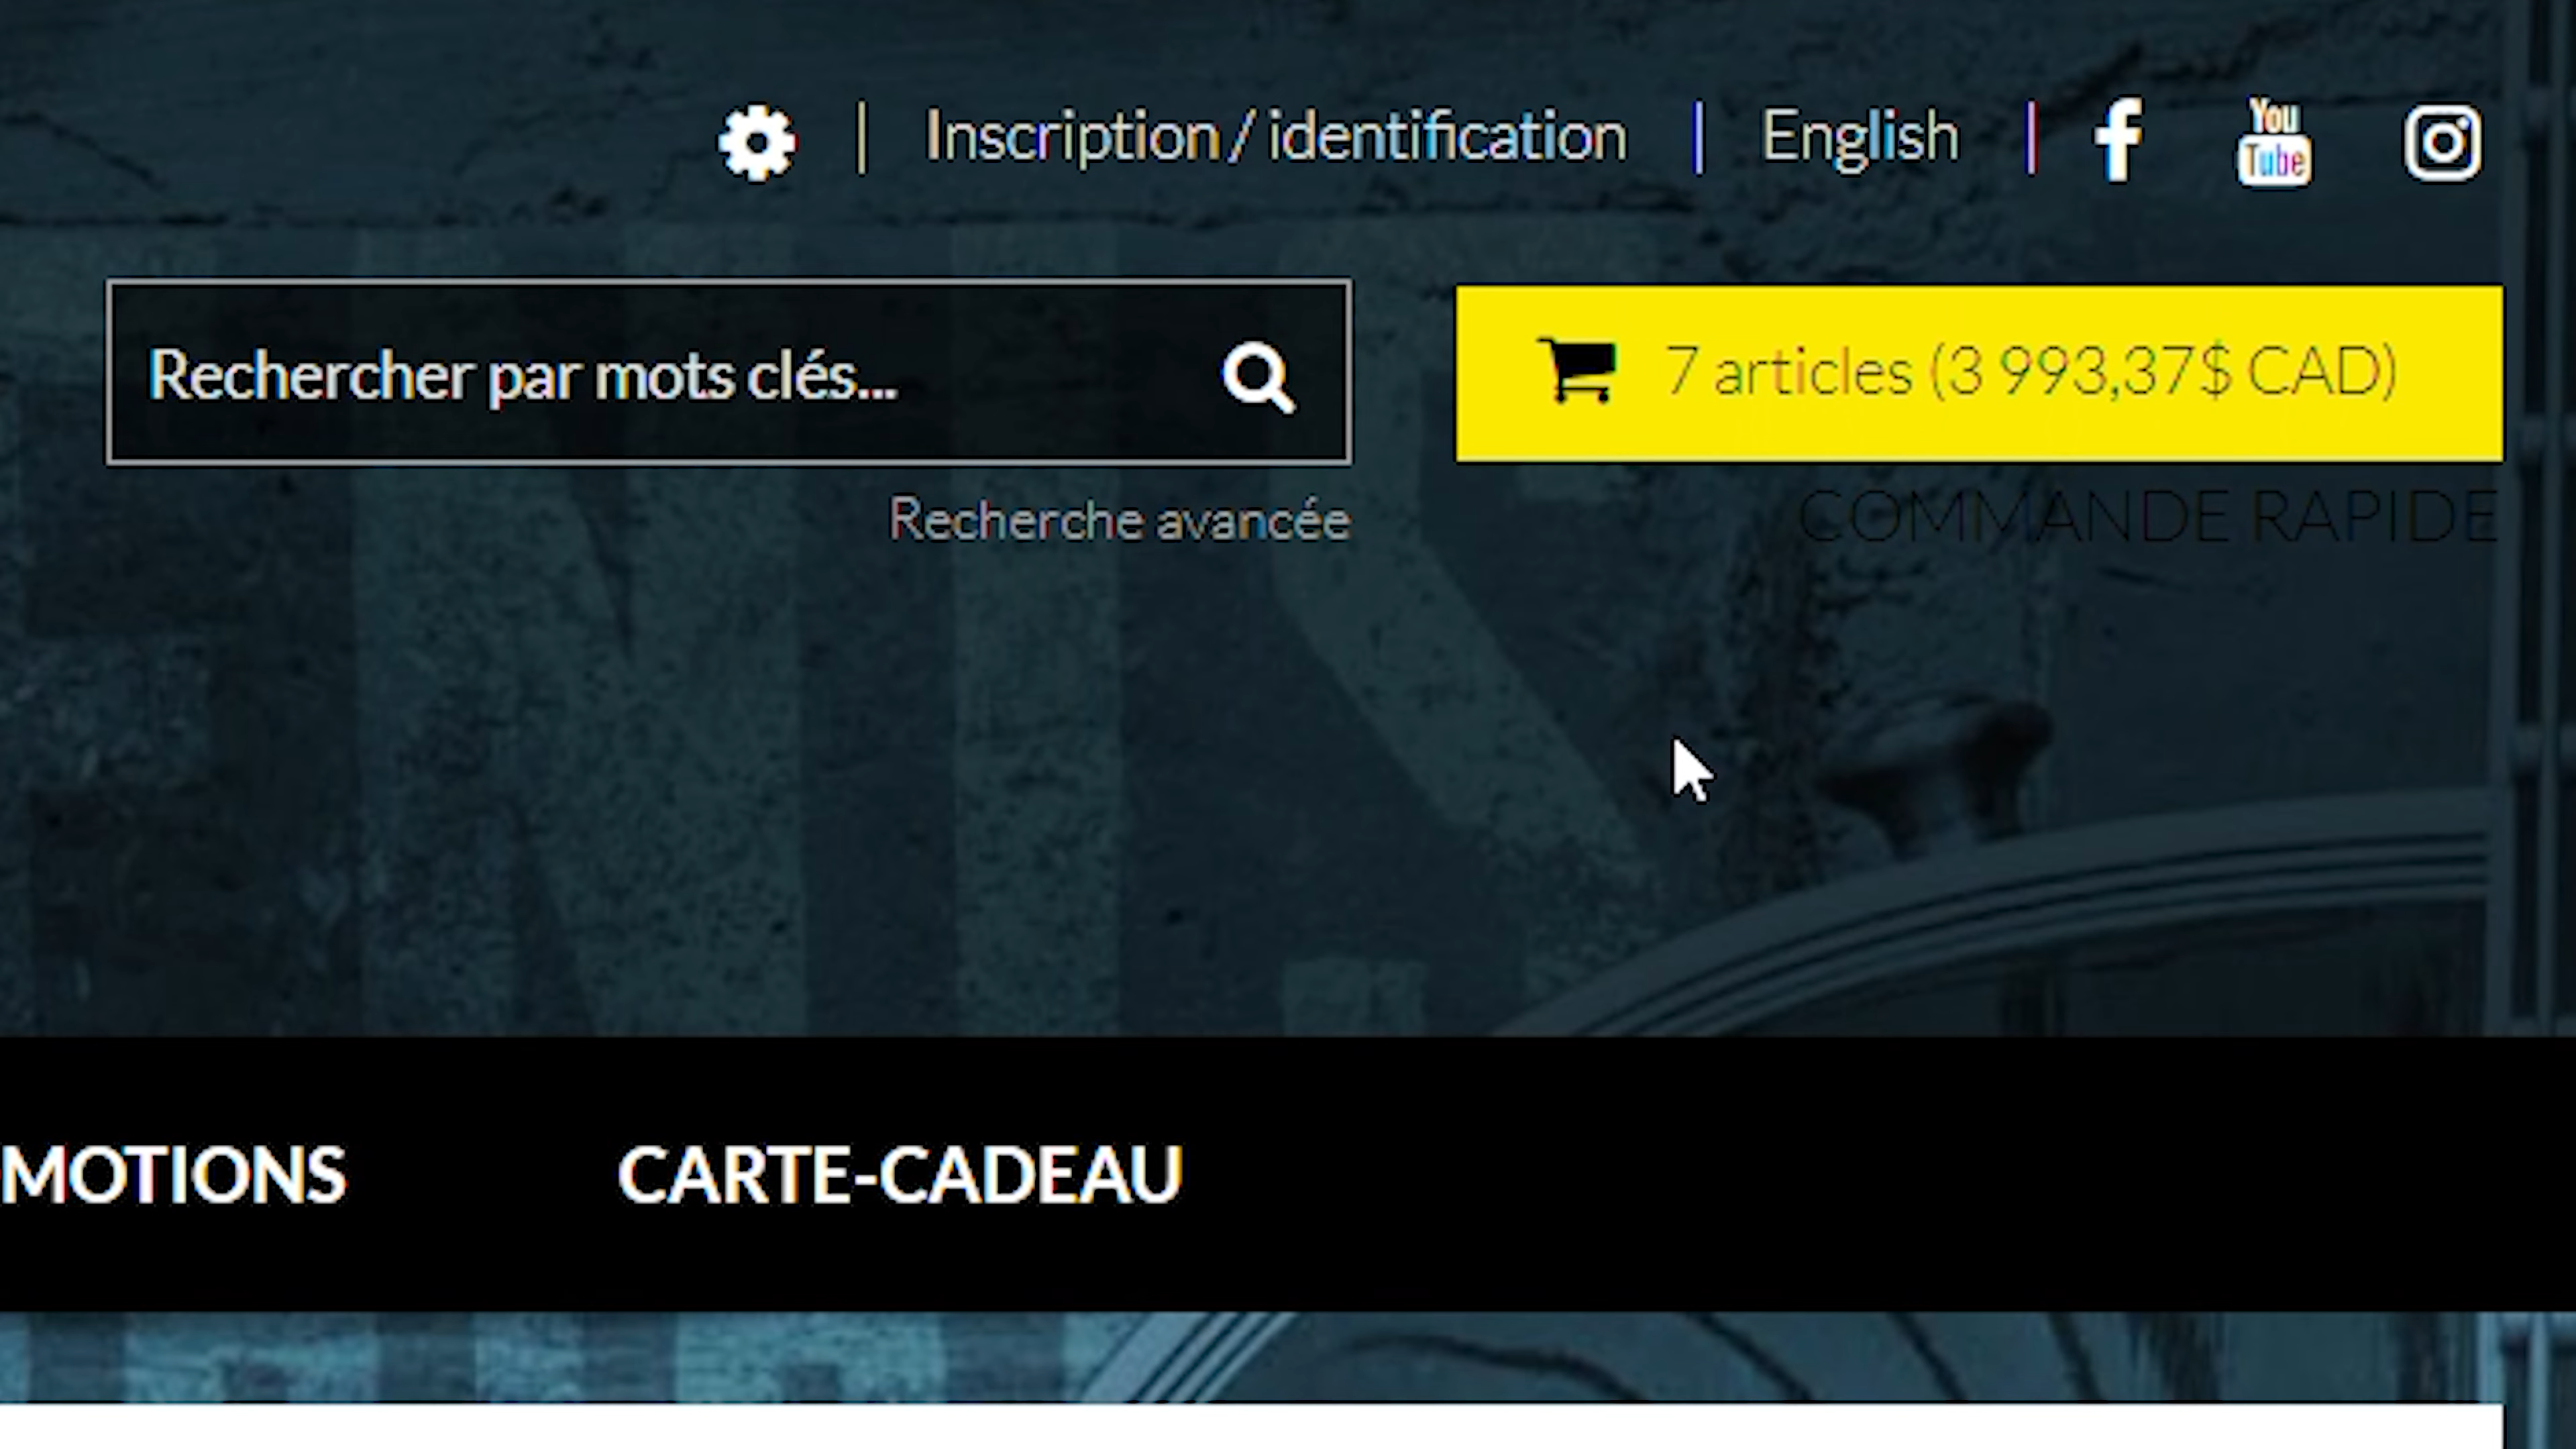 Inscription / identification | English |
You
Tube
Rechercher par mots clés...
7 articles (3 993,37$ CAD)
Recherche avancée
COMMANDE RAPIDE
MOTIONS
CARTE-CADEAU